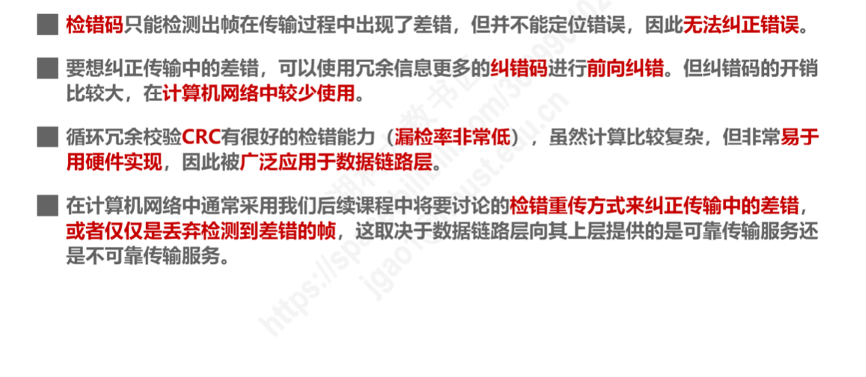 检错码只能检测出帧在传输过程中出现了差错，但并不能定位错误，因此无法纠正错误。
要想纠正传输中的差错，可以使用冗余信息更多的纠错码进行前向纠错。但纠错码的开销
比较大，在计算机网络中较少使用。
循环冗余校验CRC有很好的检错能力（漏检率非常低），虽然计算比较复杂，但非常易于
用硬件实现，因此被广泛应用于数据链路层。
在计算机网络中通常采用我们后续课程中将要讨论的检错重传方式来纠正传输中的差错，
或者仅仅是丢弃检测到差错的帧，这取决于数据链路层向其上层提供的是可靠传输服务还
是不可靠传输服务。